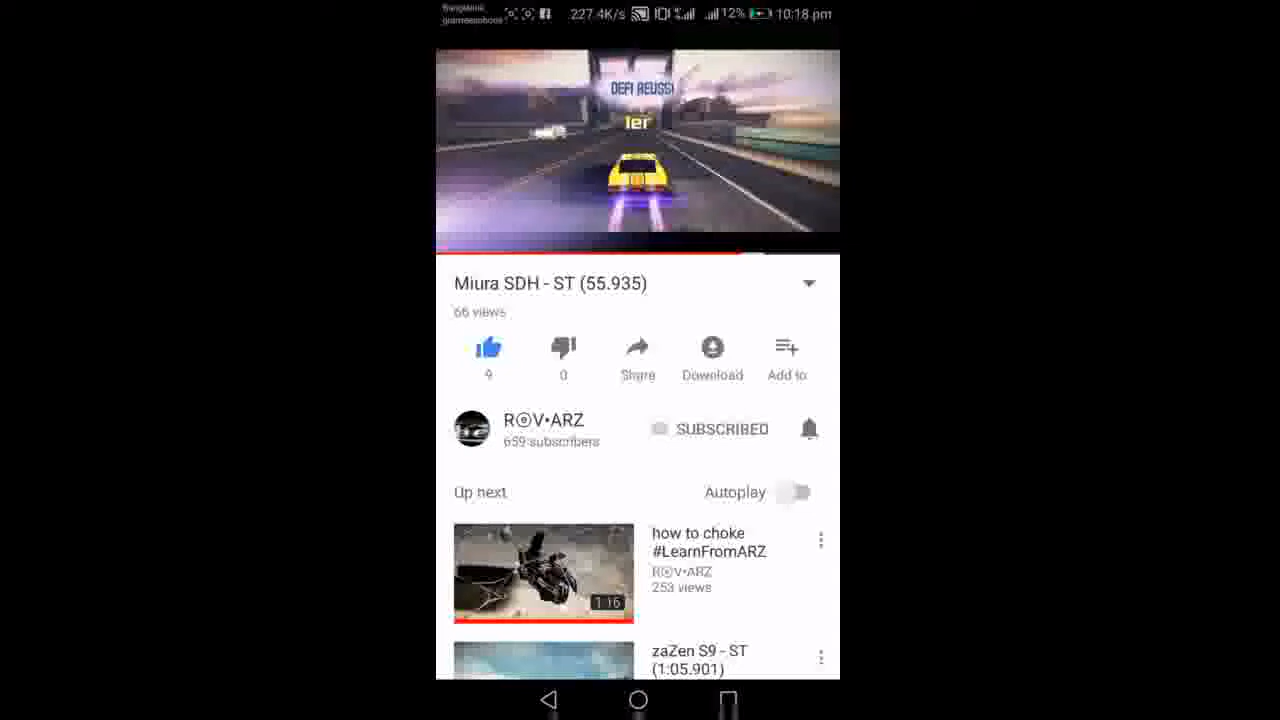 Banglalink
grameenphone
227.4K/s
12%
10:18 pm
DEFI REUSSI
1er
Miura SDH - ST (55.935)
66 views
9
0
Share
Download
Add to
R⦿V•ARZ
659 subscribers
SUBSCRIBED
Up next
Autoplay
how to choke
#LearnFromARZ
R⦿V•ARZ
253 views
1:16
zaZen S9 - ST
(1:05.901)